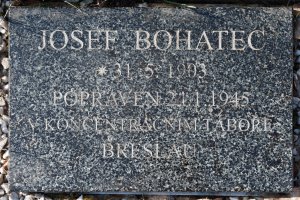 JOSEF BOHATEC
*31.5.1903
POPRAVEN 21.1.1945
V KONCENTRAČNÍM TÁBOŘE
BRESLAU